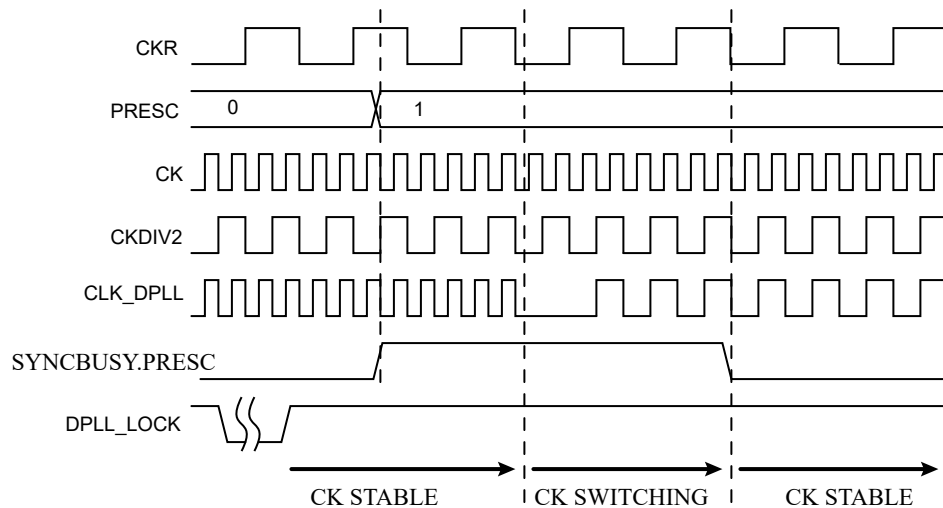 CKR
PRESC 0 1
CK
CKDIV2
CLK_DPLL
SYNCBUSY.PRESC
DPLL_LOCK
CK STABLE CK SWITCHING CK STABLE